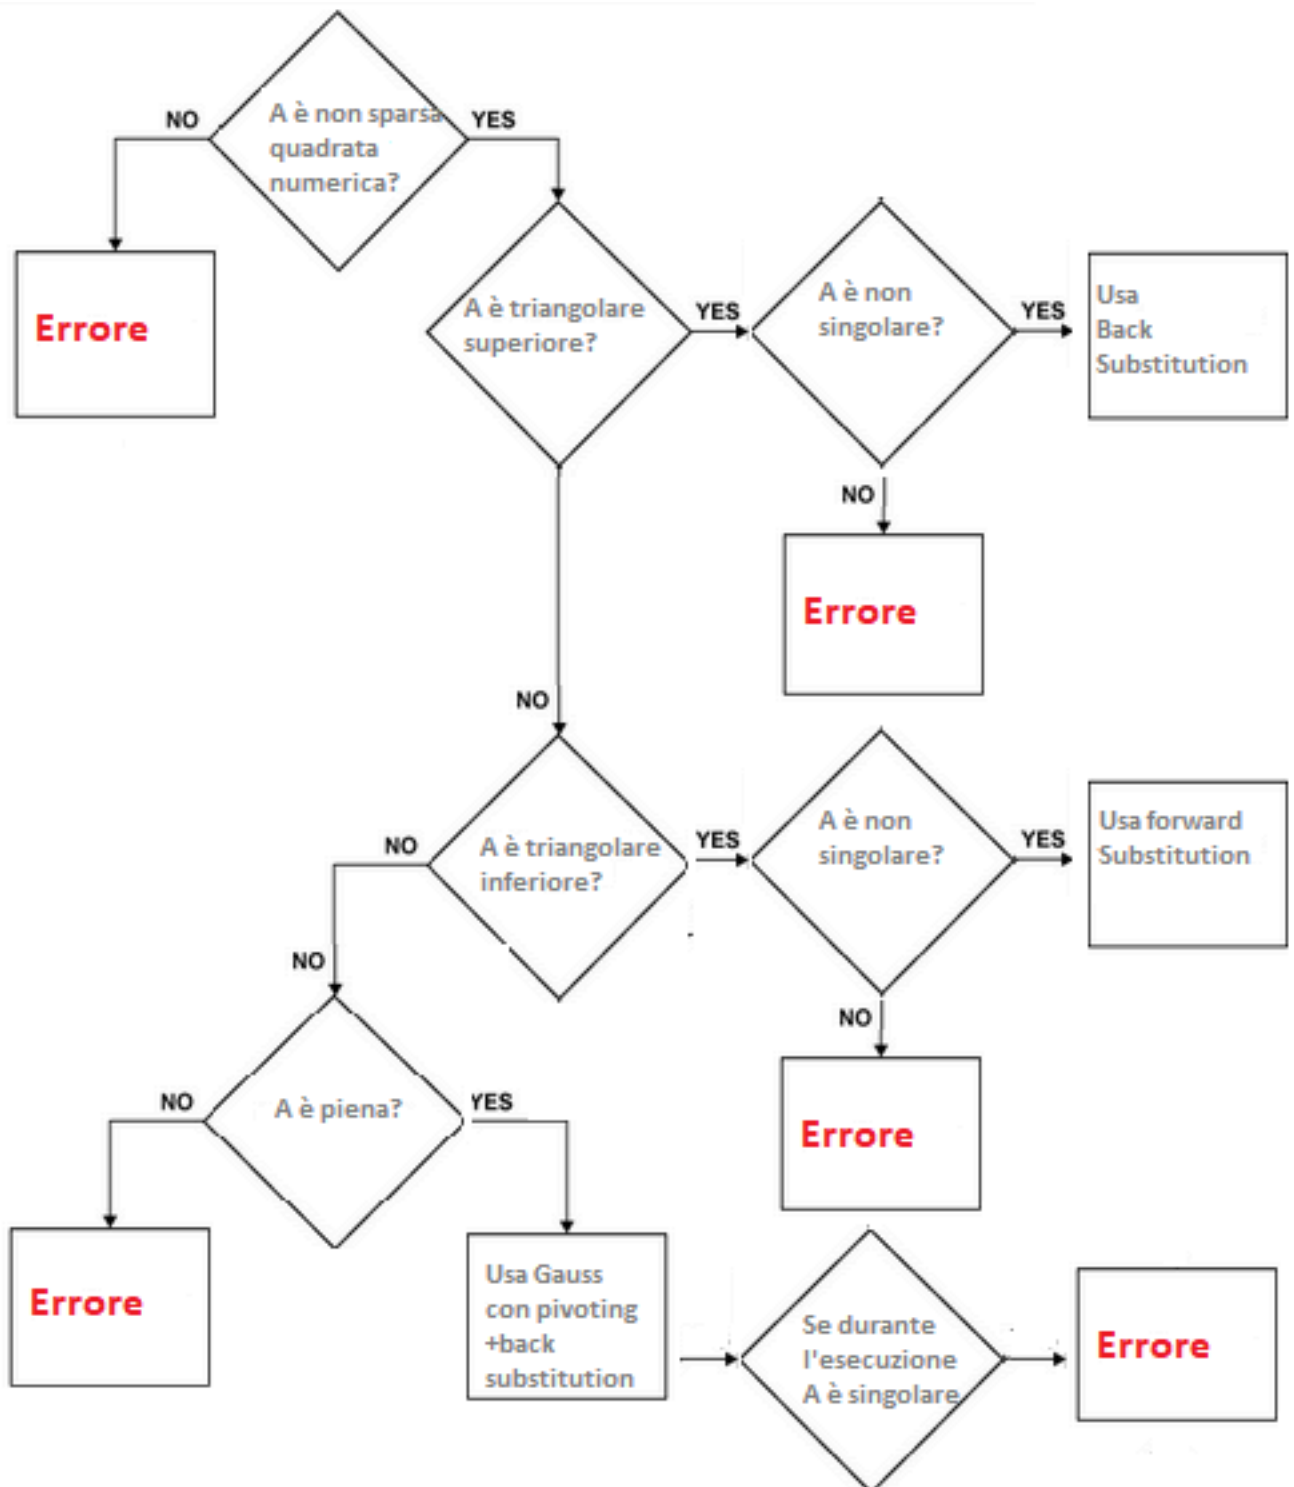 A è non sparsa
quadrata
numerica?
NO
YES
Errore
A è triangolare
superiore?
YES
A è non
singolare?
YES
Usa
Back
Substitution
NO
Errore
NO
A è triangolare
inferiore?
YES
A è non
singolare?
YES
Usa forward
Substitution
NO
Errore
NO
NO
A è piena?
NO
YES
Errore
Usa Gauss
con pivoting
+back
substitution
Se durante
l'esecuzione
A è singolare
Errore